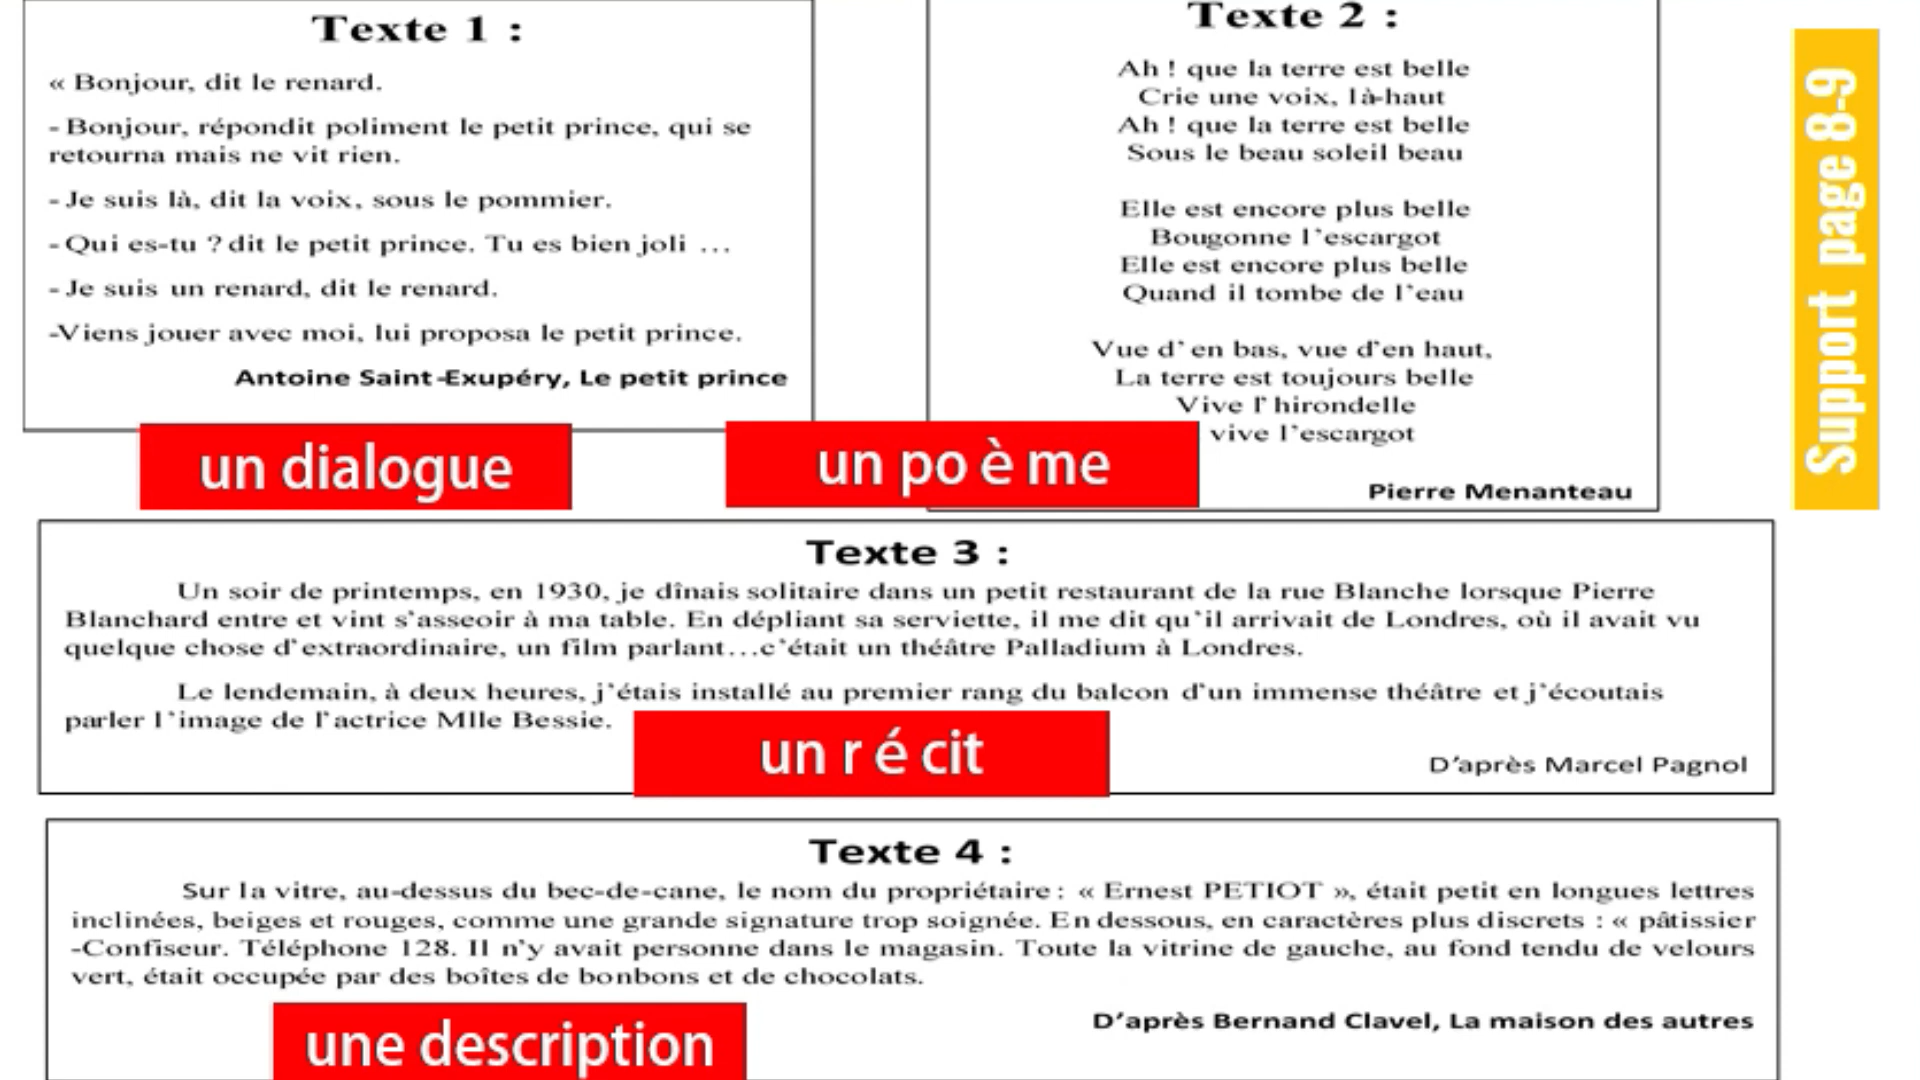 Texte 1 :
« Bonjour, dit le renard.
- Bonjour, répondit poliment le petit prince, qui se
retourna mais ne vit rien.
- Je suis là, dit la voix, sous le pommier.
- Qui es-tu ? dit le petit prince. Tu es bien joli ...
- Je suis un renard, dit le renard.
-Viens jouer avec moi, lui proposa le petit prince.
Antoine Saint-Exupéry, Le petit prince
un dialogue
Texte 2 :
Ah ! que la terre est belle
Crie une voix, là-haut
Ah ! que la terre est belle
Sous le beau soleil beau
Elle est encore plus belle
Bougonne l'escargot
Elle est encore plus belle
Quand il tombe de l'eau
Vue d'en bas, vue d'en haut,
La terre est toujours belle
Vive l'hirondelle
vive l'escargot
Pierre Menanteau
un po è me
Support page 8-9
Texte 3 :
Un soir de printemps, en 1930, je dînais solitaire dans un petit restaurant de la rue Blanche lorsque Pierre
Blanchard entre et vint s'asseoir à ma table. En dépliant sa serviette, il me dit qu'il arrivait de Londres, où il avait vu
quelque chose d'extraordinaire, un film parlant...c'était un théâtre Palladium à Londres.
Le lendemain, à deux heures, j'étais installé au premier rang du balcon d'un immense théâtre et j'écoutais
parler l'image de l'actrice Mlle Bessie.
un r é cit
D'après Marcel Pagnol
Texte 4 :
Sur la vitre, au-dessus du bec-de-cane, le nom du propriétaire : « Ernest PETIOT », était petit en longues lettres
inclinées, beiges et rouges, comme une grande signature trop soignée. En dessous, en caractères plus discrets : « pâtissier
-Confiseur. Téléphone 128. Il n'y avait personne dans le magasin. Toute la vitrine de gauche, au fond tendu de velours
vert, était occupée par des boîtes de bonbons et de chocolats.
D'après Bernand Clavel, La maison des autres
une description